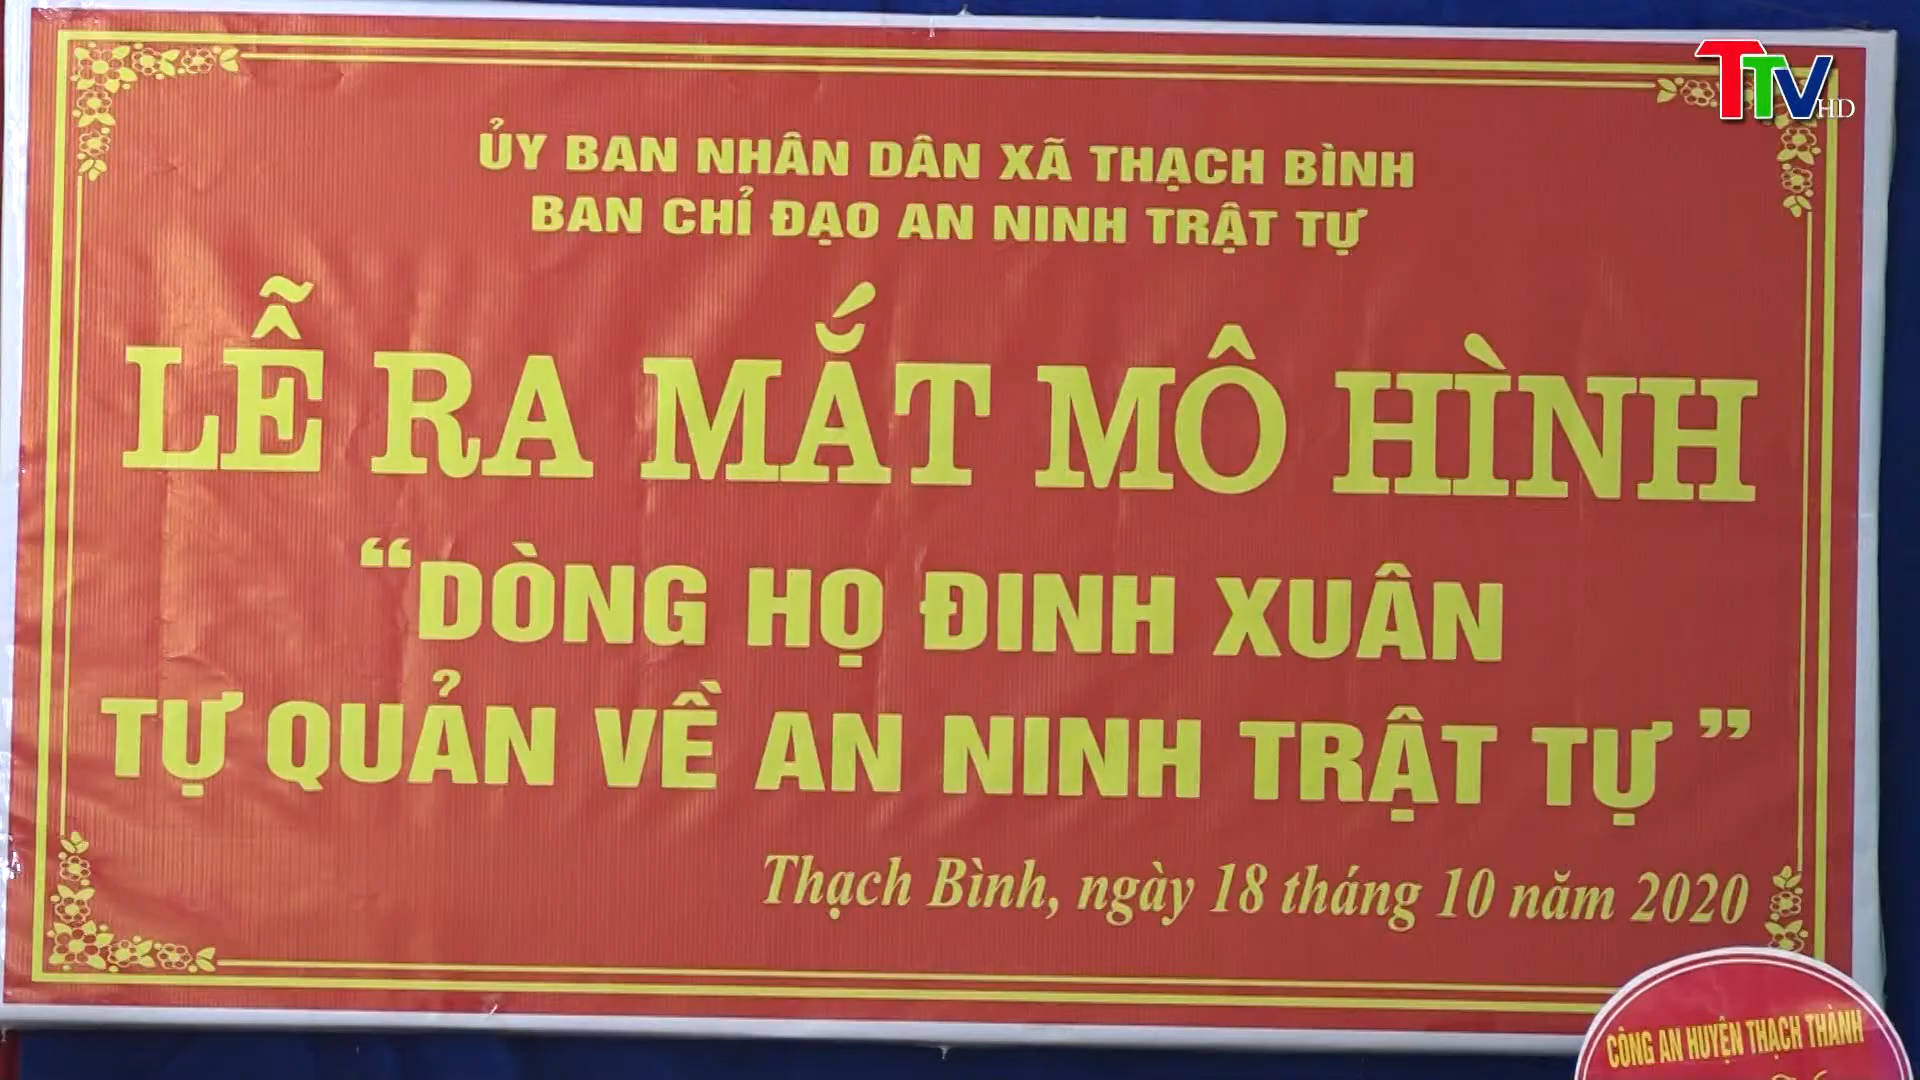 TTV HD
ỦY BAN NHÂN DÂN XÃ THẠCH BÌNH
BAN CHỈ ĐẠO AN NINH TRẬT TỰ
LỄ RA MẮT MÔ HÌNH
“DÒNG HỌ ĐINH XUÂN
TỰ QUẢN VỀ AN NINH TRẬT TỰ ”
Thạch Bình, ngày 18 tháng 10 năm 2020
CÔNG AN HUYỆN THẠCH THÀNH